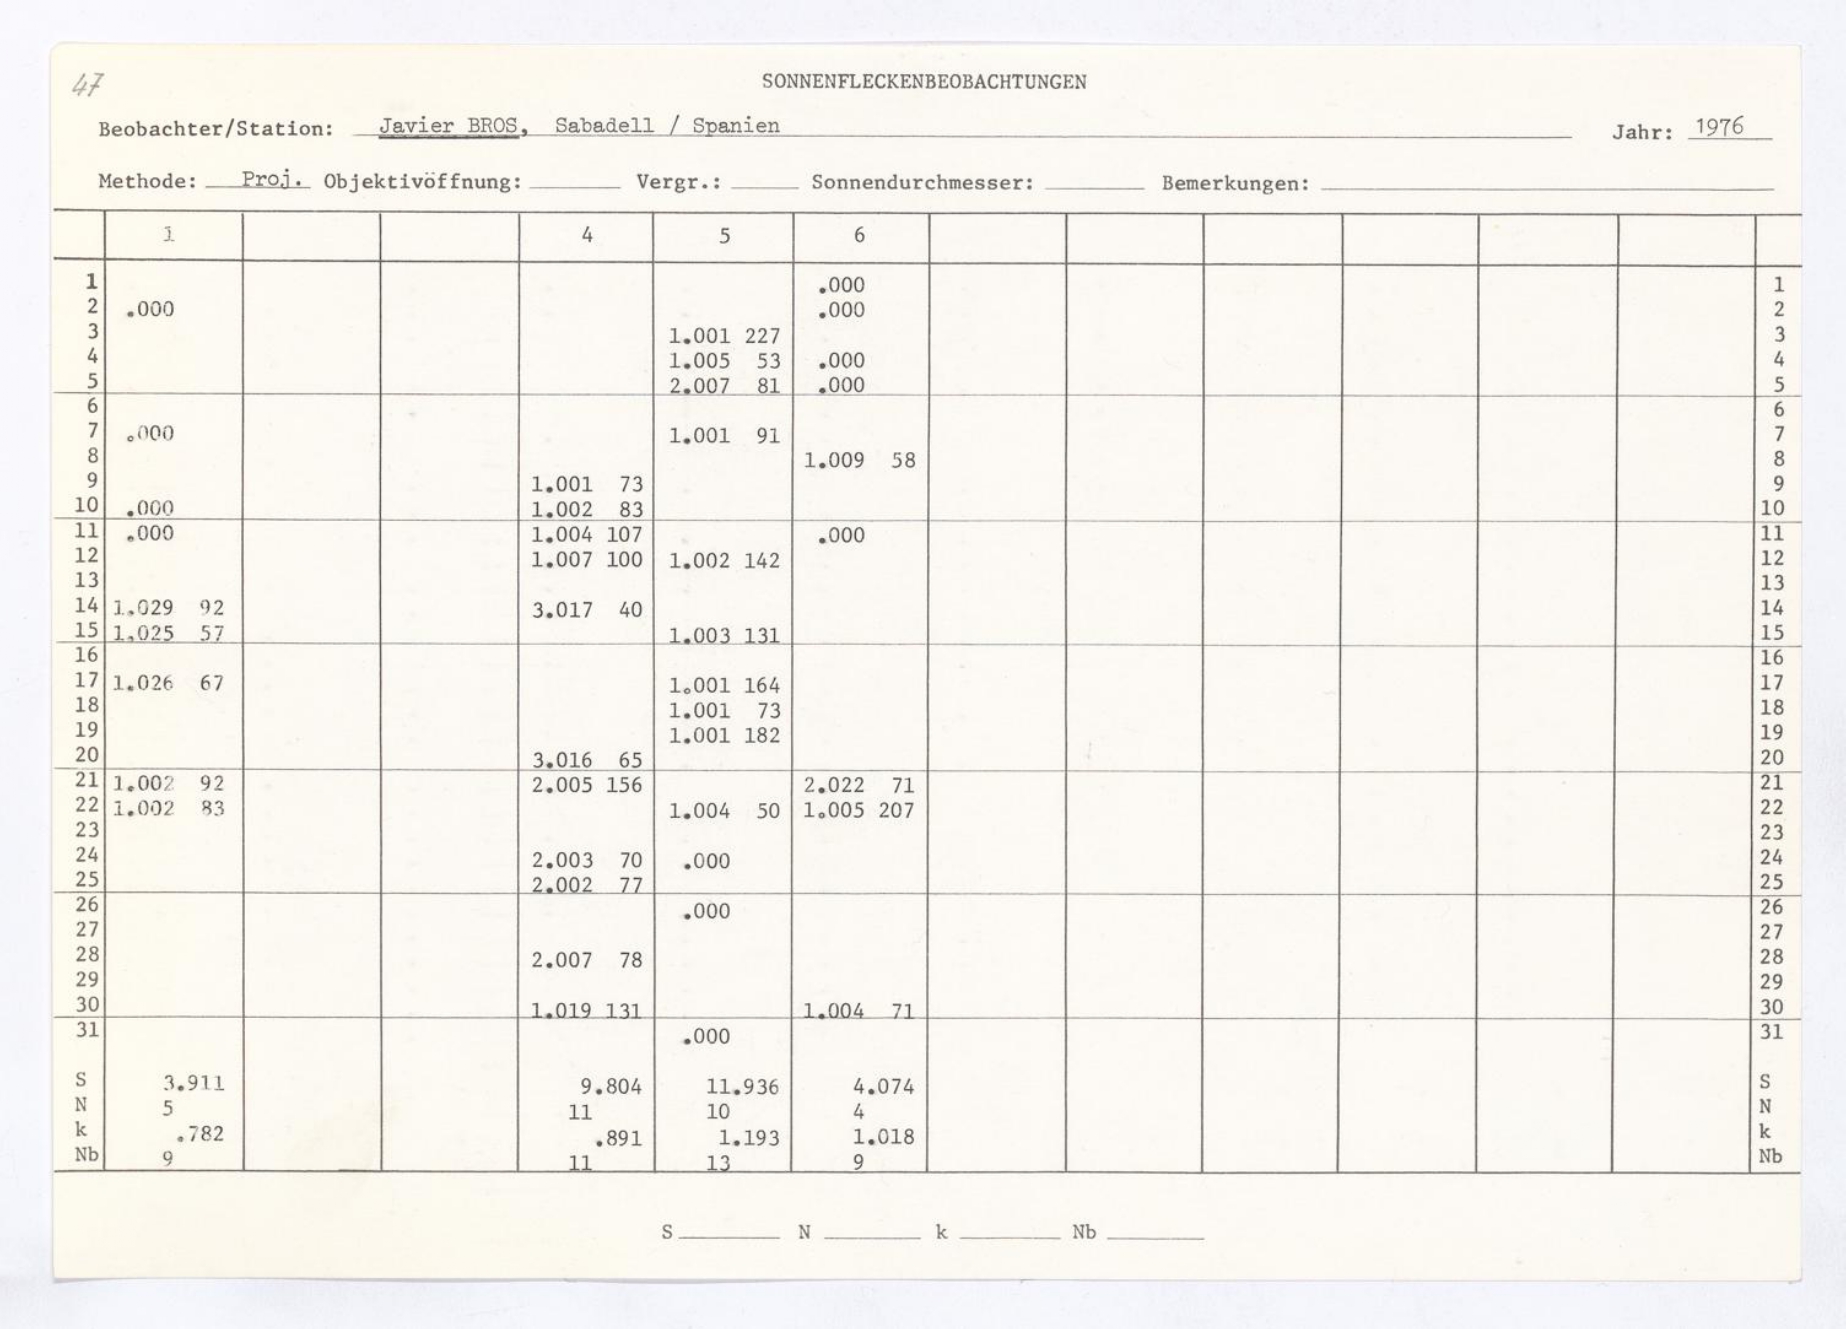 47
SONNENFLECKENBEOBACHTUNGEN
Beobachter/Station: Javier BROS, Sabadell / Spanien Jahr: 1976
Methode: Proj. Objektivöffnung: Vergr.: Sonnendurchmesser: Bemerkungen:
1 4 5 6
1 .000 1
2 .000 .000 2
3 1.001 227 3
4 1.005 53 .000 4
5 2.007 81 .000 5
6 6
7 .000 1.001 91 7
8 1.009 58 8
9 1.001 73 9
10 .000 1.002 83 10
11 .000 1.004 107 .000 11
12 1.007 100 1.002 142 12
13 13
14 1.029 92 3.017 40 14
15 1.025 57 1.003 131 15
16 16
17 1.026 67 1.001 164 17
18 1.001 73 18
19 1.001 182 19
20 3.016 65 20
21 1.002 92 2.005 156 2.022 71 21
22 1.002 83 1.004 50 1.005 207 22
23 23
24 2.003 70 .000 24
25 2.002 77 25
26 .000 26
27 27
28 2.007 78 28
29 29
30 1.019 131 1.004 71 30
31 .000 31
S 3.911 9.804 11.936 4.074 S
N 5 11 10 4 N
k .782 .891 1.193 1.018 k
Nb 9 11 13 9 Nb
S N k Nb